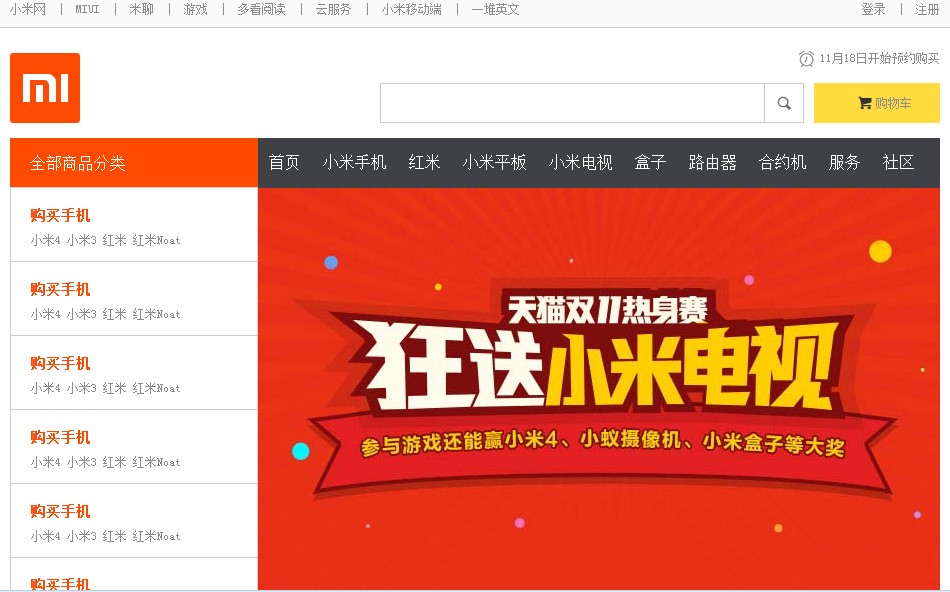 小米网 | MIUI | 米聊 | 游戏 | 多看阅读 | 云服务 | 小米移动端 | 一堆英文 登录 | 注册
11月18日开始预约购买
mi
购物车
全部商品分类 首页 小米手机 红米 小米平板 小米电视 盒子 路由器 合约机 服务 社区
购买手机
小米4 小米3 红米 红米Noat
购买手机
小米4 小米3 红米 红米Noat
购买手机
小米4 小米3 红米 红米Noat
购买手机
小米4 小米3 红米 红米Noat
购买手机
小米4 小米3 红米 红米Noat
购买手机
天猫双11热身赛
狂送小米电视
参与游戏还能赢小米4、小蚁摄像机、小米盒子等大奖